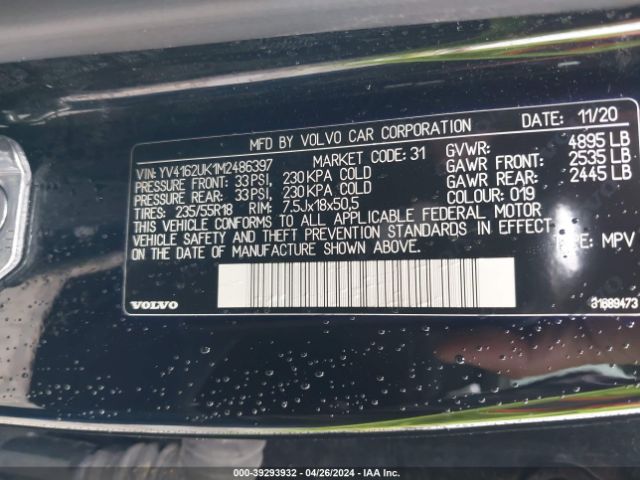 MFD BY VOLVO CAR CORPORATION DATE: 11/20
VIN: YV4162UK1M2486397 MARKET CODE: 31 GVWR: 4895 LB
PRESSURE FRONT: 33 PSI, 230 KPA COLD GAWR FRONT: 2535 LB
PRESSURE REAR: 33 PSI, 230 KPA COLD GAWR REAR: 2445 LB
TIRES: 235/55R18 RIM: 7.5Jx18x50,5 COLOUR: 019
THIS VEHICLE CONFORMS TO ALL APPLICABLE FEDERAL MOTOR
VEHICLE SAFETY AND THEFT PREVENTION STANDARDS IN EFFECT
ON THE DATE OF MANUFACTURE SHOWN ABOVE. MPV
VOLVO 31689473
000-39293932 / 04/26/2024 - IAA Inc.